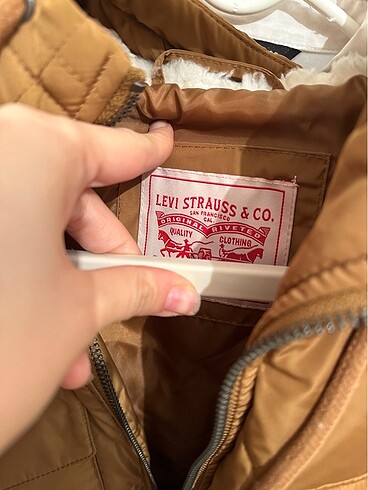 LEVI STRAUSS & CO.
SAN FRANCISCO
CAL.
ORIGINAL RIVETED
QUALITY CLOTHING